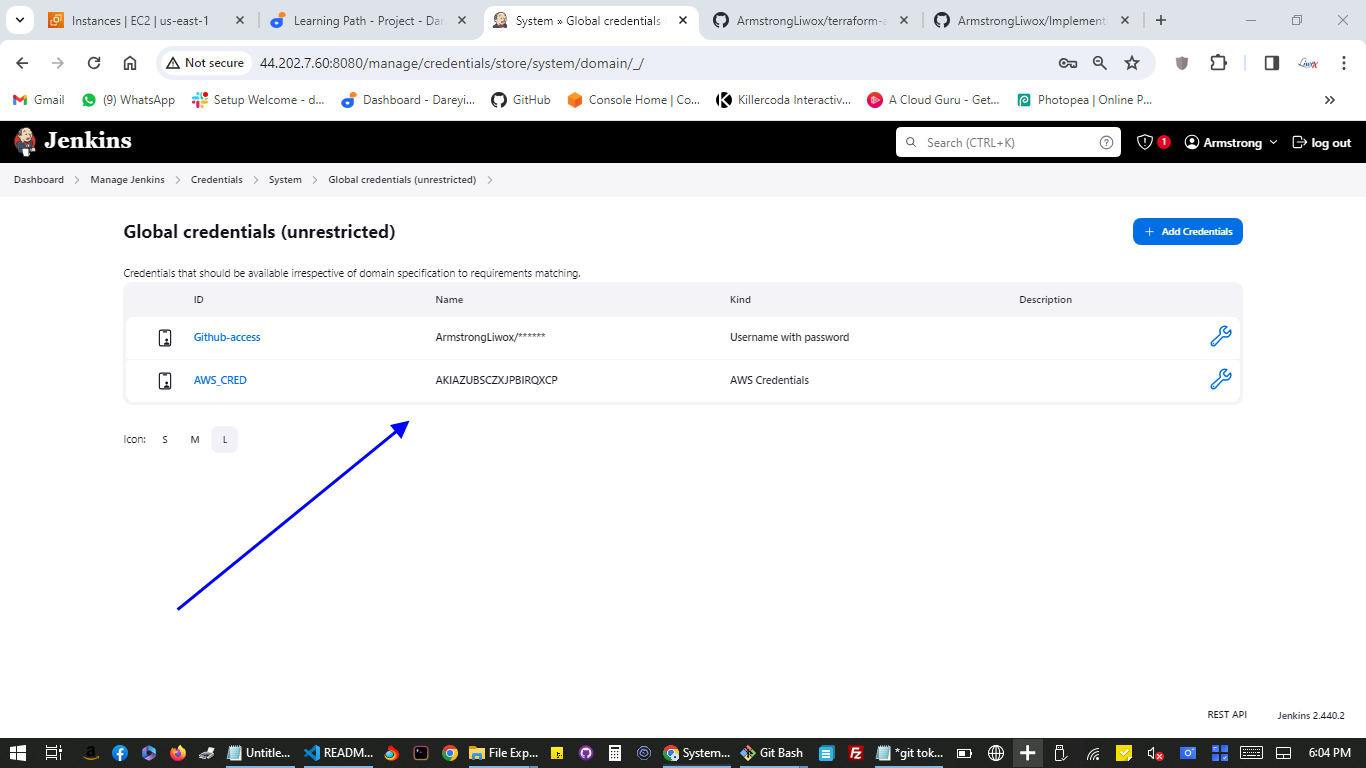 Instances | EC2 | us-east-1
Learning Path - Project - Dar
System » Global credentials
ArmstrongLiwox/terraform-a
ArmstrongLiwox/Implement
Not secure
44.202.7.60:8080/manage/credentials/store/system/domain/_/
Gmail
(9) WhatsApp
Setup Welcome - d...
Dashboard - Dareyi...
GitHub
Console Home | Co...
Killercoda Interactiv...
A Cloud Guru - Get...
Photopea | Online P...
Jenkins
Search (CTRL+K)
1
Armstrong
log out
Dashboard
Manage Jenkins
Credentials
System
Global credentials (unrestricted)
Global credentials (unrestricted)
Add Credentials
Credentials that should be available irrespective of domain specification to requirements matching.
ID Name Kind Description
Github-access ArmstrongLiwox/****** Username with password
AWS_CRED AKIAZUBSCZXJPBIRQXCP AWS Credentials
Icon: S M L
REST API
Jenkins 2.440.2
Untitle...
READM...
File Exp...
System...
Git Bash
*git tok...
6:04 PM